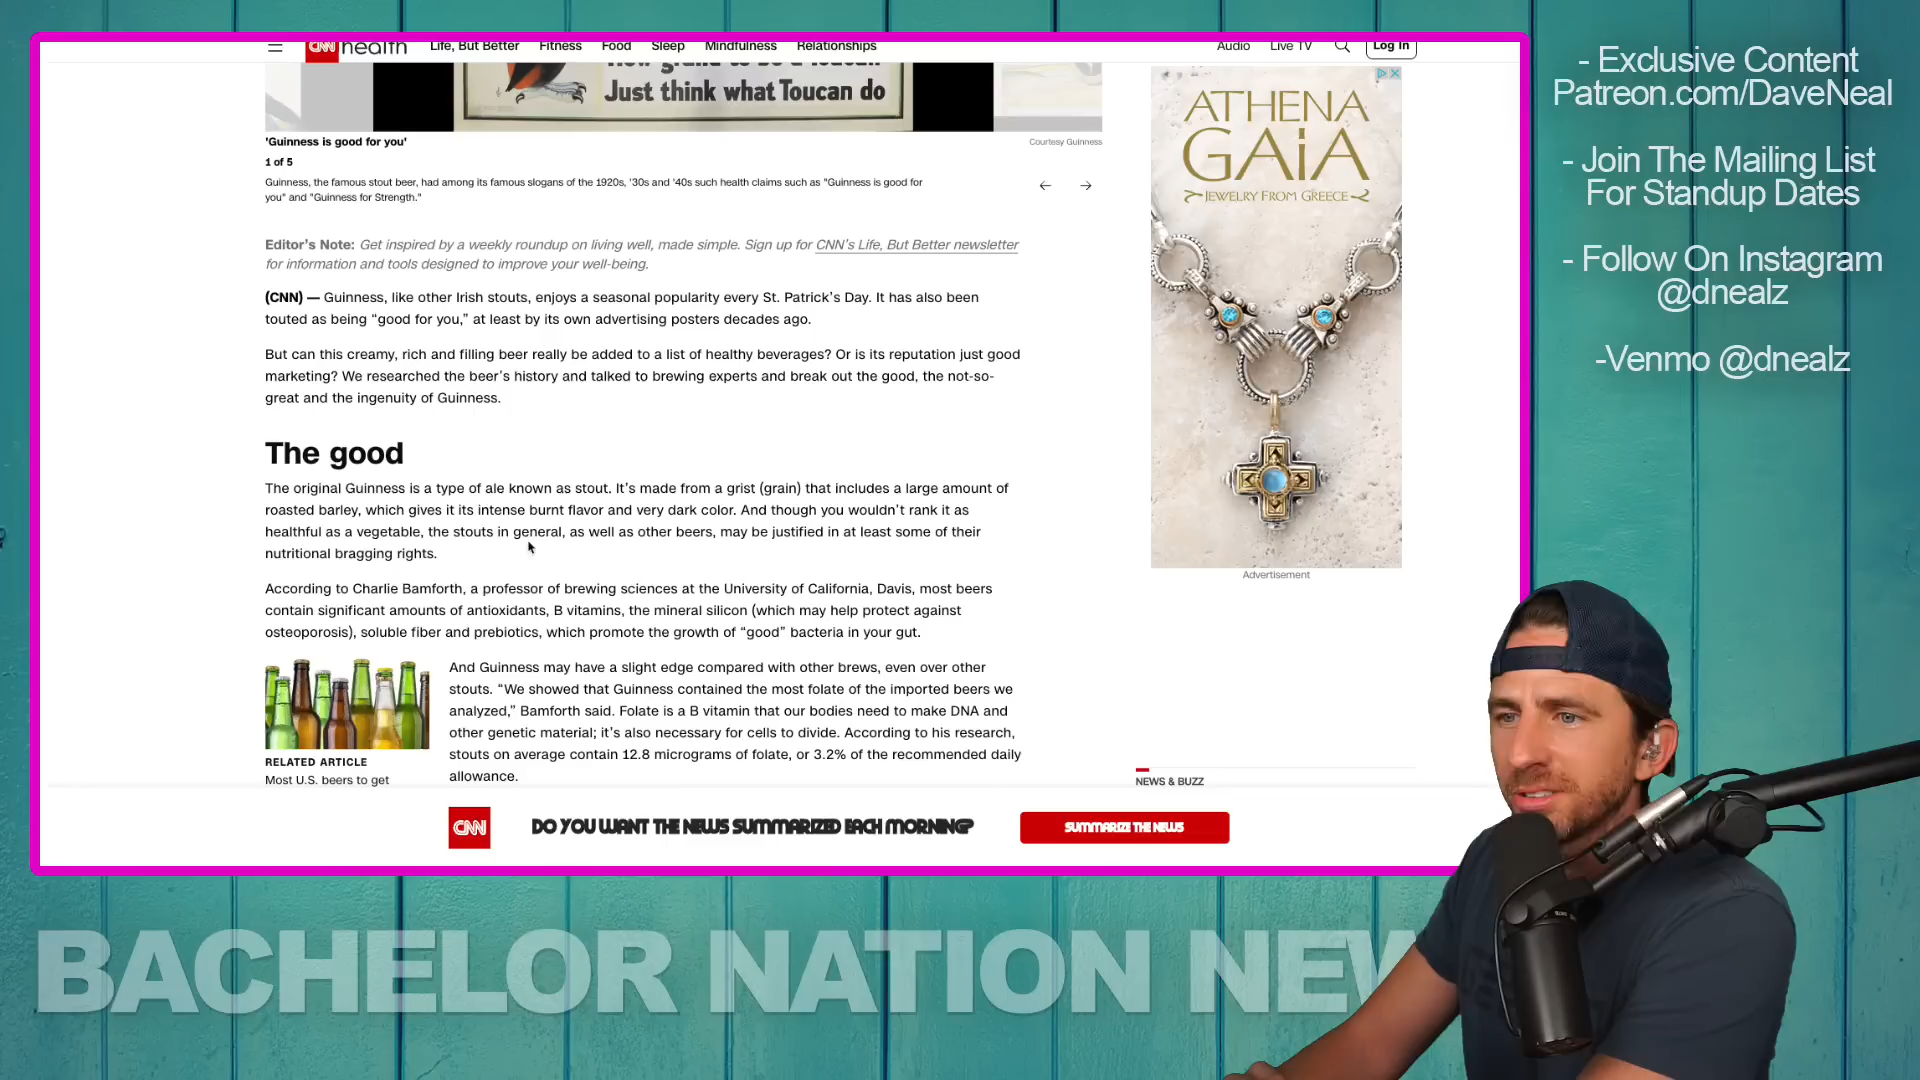 CNN health Life, But Better Fitness Food Sleep Mindfulness Relationships Audio Live TV Log In
Just think what Toucan do
'Guinness is good for you'
Courtesy Guinness
1 of 5
Guinness, the famous stout beer, had among its famous slogans of the 1920s, '30s and '40s such health claims such as "Guinness is good for
you" and "Guinness for Strength."
Editor's Note: Get inspired by a weekly roundup on living well, made simple. Sign up for CNN's Life, But Better newsletter
for information and tools designed to improve your well-being.
(CNN) — Guinness, like other Irish stouts, enjoys a seasonal popularity every St. Patrick's Day. It has also been
touted as being “good for you,” at least by its own advertising posters decades ago.
But can this creamy, rich and filling beer really be added to a list of healthy beverages? Or is its reputation just good
marketing? We researched the beer's history and talked to brewing experts and break out the good, the not-so-
great and the ingenuity of Guinness.
The good
The original Guinness is a type of ale known as stout. It's made from a grist (grain) that includes a large amount of
roasted barley, which gives it its intense burnt flavor and very dark color. And though you wouldn't rank it as
healthful as a vegetable, the stouts in general, as well as other beers, may be justified in at least some of their
nutritional bragging rights.
According to Charlie Bamforth, a professor of brewing sciences at the University of California, Davis, most beers
contain significant amounts of antioxidants, B vitamins, the mineral silicon (which may help protect against
osteoporosis), soluble fiber and prebiotics, which promote the growth of “good” bacteria in your gut.
And Guinness may have a slight edge compared with other brews, even over other
stouts. “We showed that Guinness contained the most folate of the imported beers we
analyzed,” Bamforth said. Folate is a B vitamin that our bodies need to make DNA and
other genetic material; it's also necessary for cells to divide. According to his research,
stouts on average contain 12.8 micrograms of folate, or 3.2% of the recommended daily
allowance.
RELATED ARTICLE
Most U.S. beers to get
ATHENA
GAiA
JEWELRY FROM GREECE
Advertisement
NEWS & BUZZ
CNN DO YOU WANT THE NEWS SUMMARIZED EACH MORNING? SUMMARIZE THE NEWS
- Exclusive Content
Patreon.com/DaveNeal
- Join The Mailing List
For Standup Dates
- Follow On Instagram
@dnealz
-Venmo @dnealz
BACHELOR NATION NEW